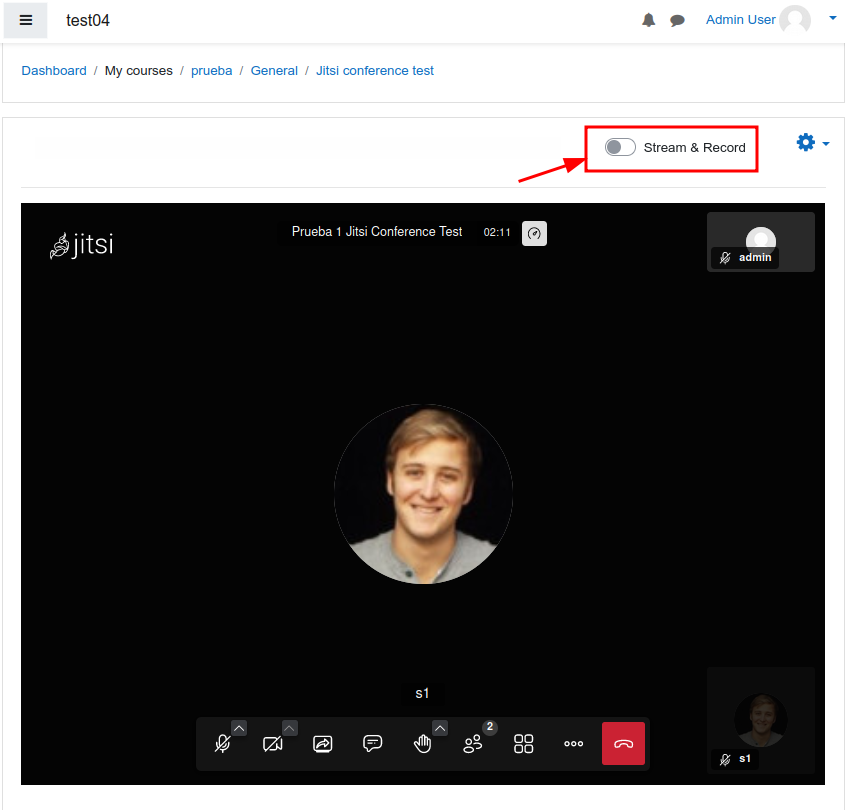 test04
Admin User
Dashboard / My courses / prueba / General / Jitsi conference test
Stream & Record
jitsi
Prueba 1 Jitsi Conference Test 02:11
admin
s1
2
s1